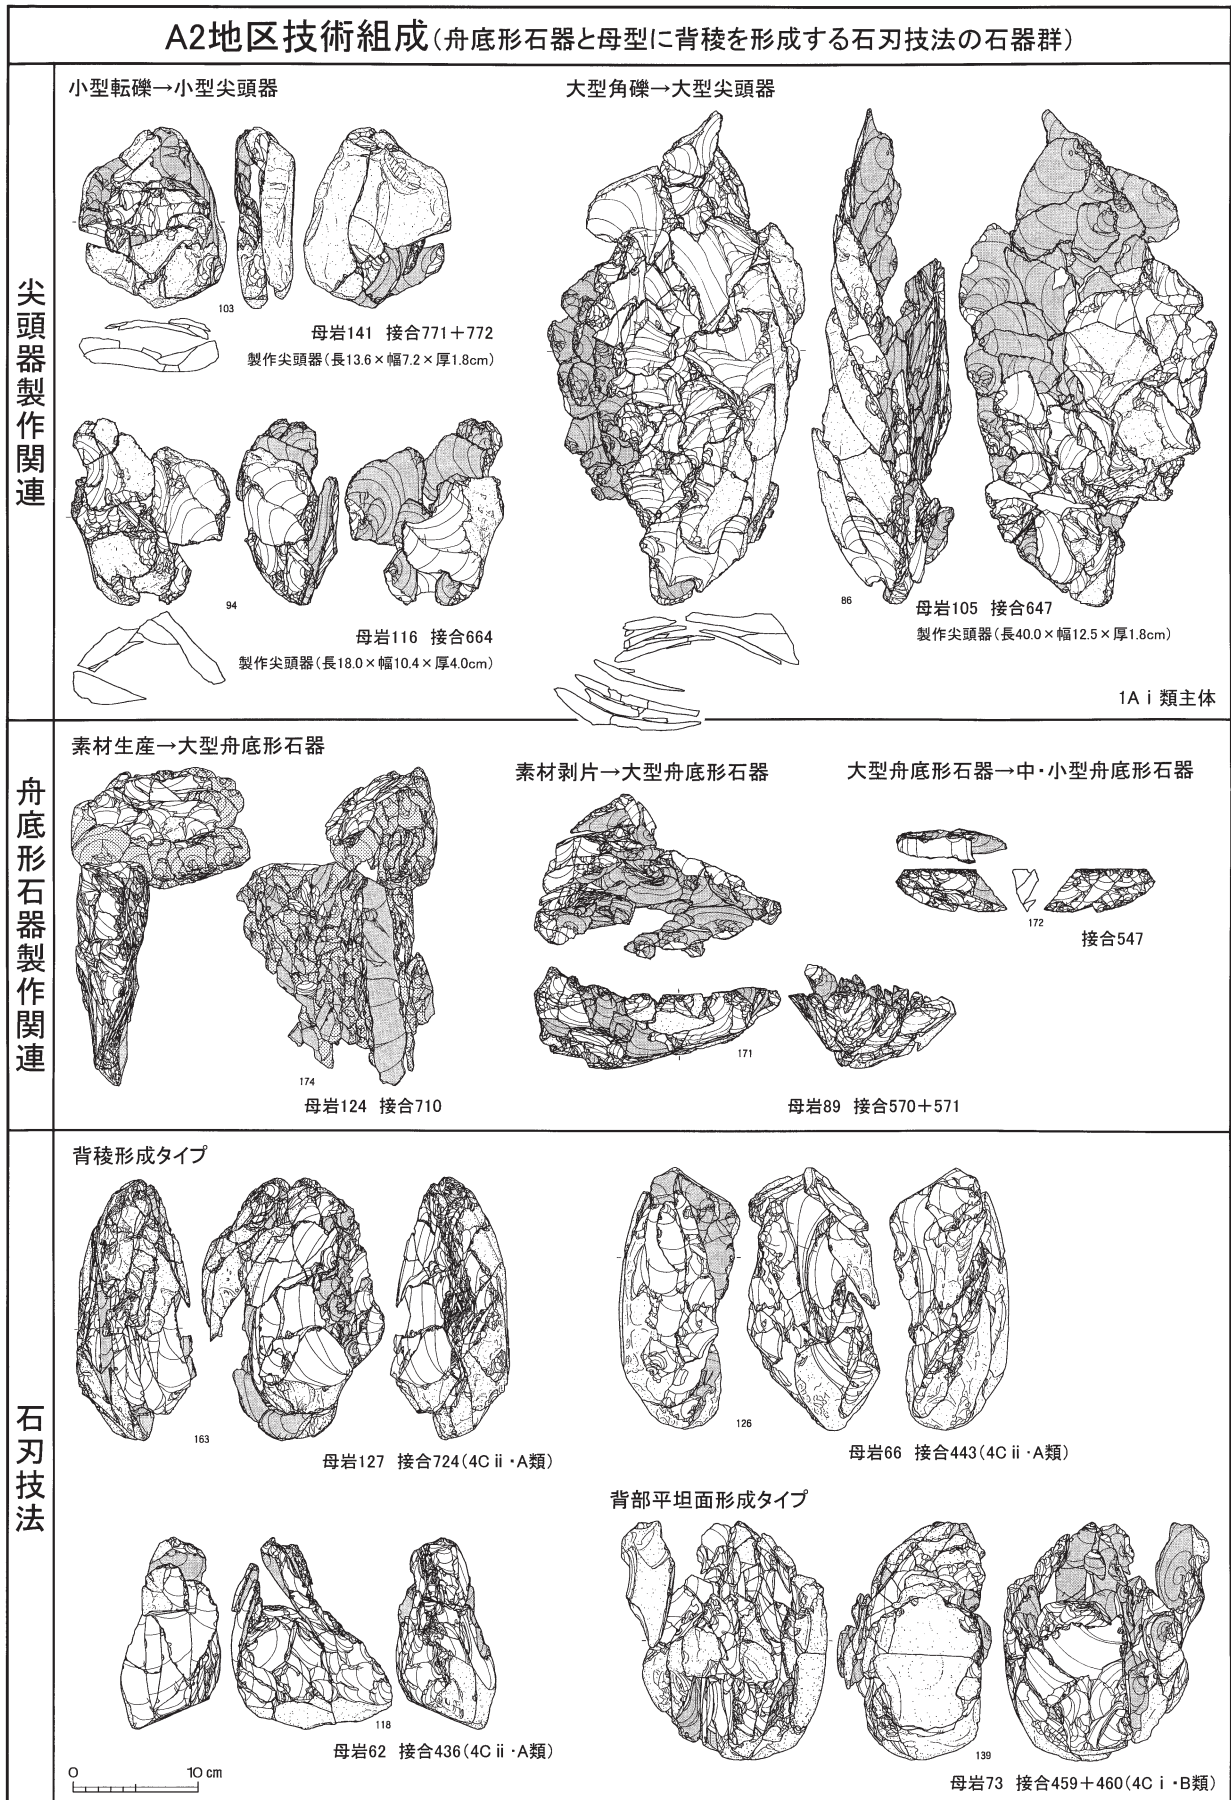 A2地区技術組成(舟底形石器と母型に背稜を形成する石刃技法の石器群)
尖頭器製作関連
小型転礫→小型尖頭器
103
母岩141 接合771+772
製作尖頭器(長13.6×幅7.2×厚1.8cm)
94
母岩116 接合664
製作尖頭器(長18.0×幅10.4×厚4.0cm)
大型角礫→大型尖頭器
86
母岩105 接合647
製作尖頭器(長40.0×幅12.5×厚1.8cm)
1Aⅰ類主体
舟底形石器製作関連
素材生産→大型舟底形石器
174
母岩124 接合710
素材剥片→大型舟底形石器
171
母岩89 接合570+571
大型舟底形石器→中・小型舟底形石器
172
接合547
石刃技法
背稜形成タイプ
163
母岩127 接合724(4Cⅱ・A類)
126
母岩66 接合443(4Cⅱ・A類)
118
母岩62 接合436(4Cⅱ・A類)
背部平坦面形成タイプ
139
母岩73 接合459+460(4Cⅰ・B類)
0 10cm